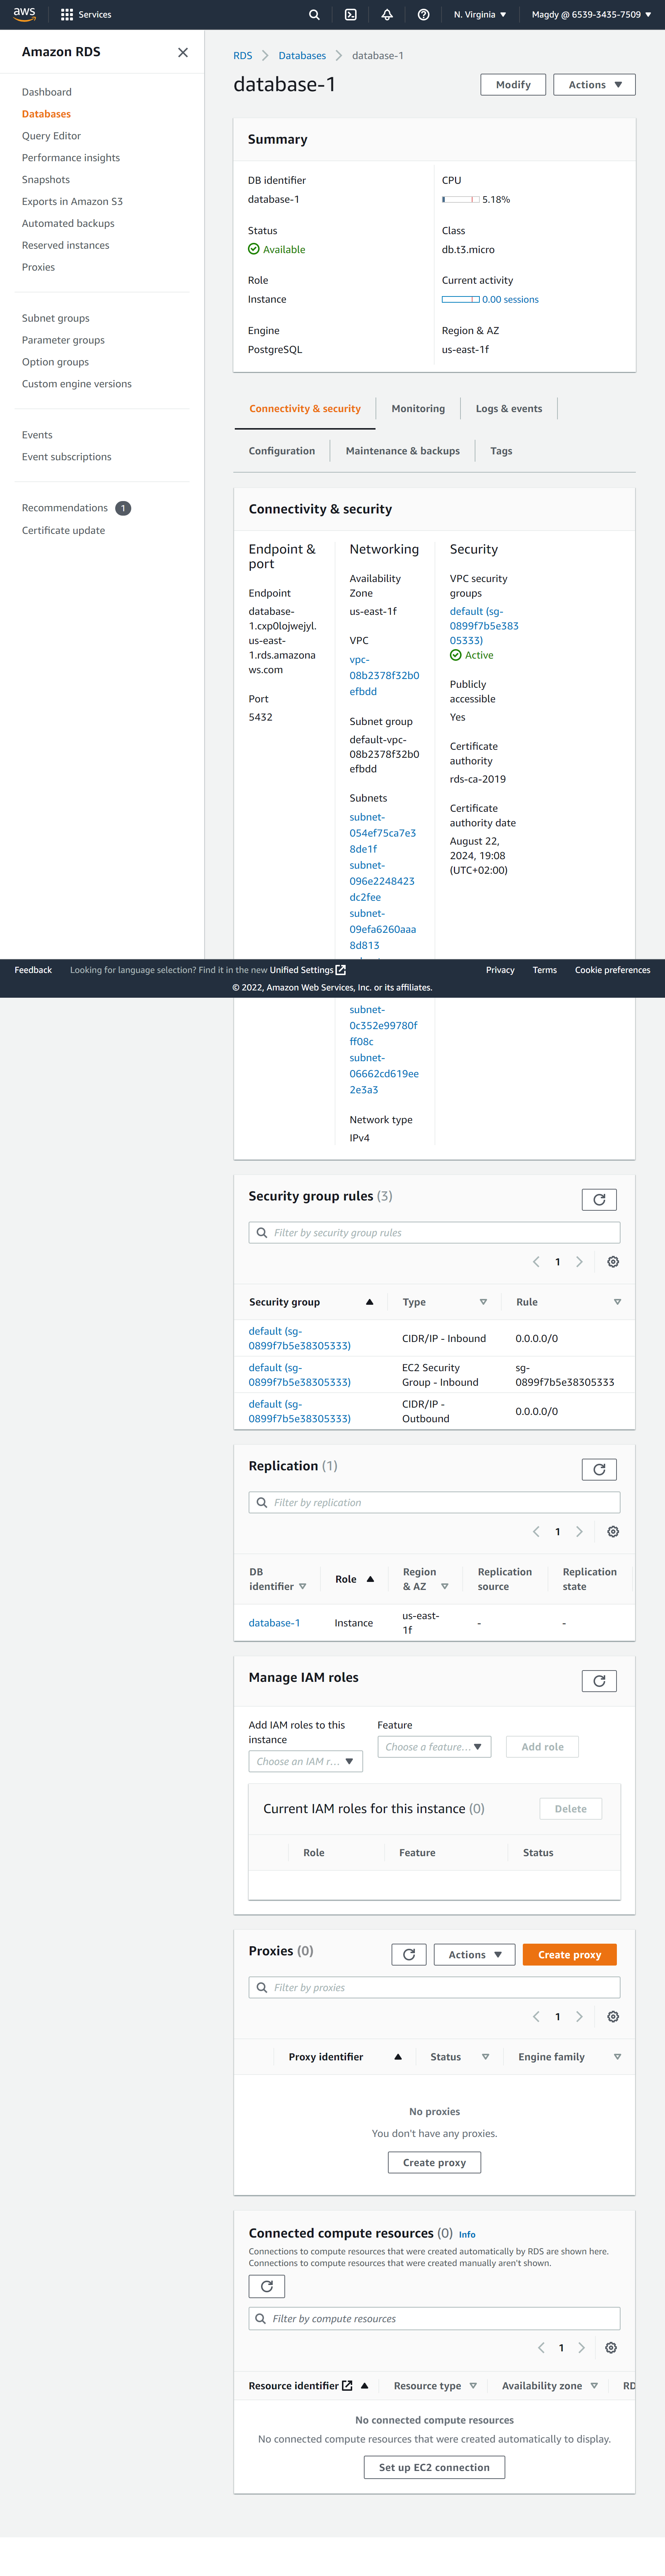 aws
Services
N. Virginia
Magdy @ 6539-3435-7509
Amazon RDS
Dashboard
Databases
Query Editor
Performance insights
Snapshots
Exports in Amazon S3
Automated backups
Reserved instances
Proxies
Subnet groups
Parameter groups
Option groups
Custom engine versions
Events
Event subscriptions
Recommendations 1
Certificate update
RDS Databases database-1
database-1
Modify
Actions
Summary
DB identifier
database-1
CPU
5.18%
Status
Available
Class
db.t3.micro
Role
Instance
Current activity
0.00 sessions
Engine
PostgreSQL
Region & AZ
us-east-1f
Connectivity & security
Monitoring
Logs & events
Configuration
Maintenance & backups
Tags
Connectivity & security
Endpoint &
port
Endpoint
database-
1.cxp0lojwejyl.
us-east-
1.rds.amazona
ws.com
Port
5432
Networking
Availability
Zone
us-east-1f
VPC
vpc-
08b2378f32b0
efbdd
Subnet group
default-vpc-
08b2378f32b0
efbdd
Subnets
subnet-
054ef75ca7e3
8de1f
subnet-
096e2248423
dc2fee
subnet-
09efa6260aaa
8d813
Security
VPC security
groups
default (sg-
0899f7b5e383
05333)
Active
Publicly
accessible
Yes
Certificate
authority
rds-ca-2019
Certificate
authority date
August 22,
2024, 19:08
(UTC+02:00)
Feedback
Looking for language selection? Find it in the new Unified Settings
Privacy
Terms
Cookie preferences
© 2022, Amazon Web Services, Inc. or its affiliates.
subnet-
0c352e99780f
ff08c
subnet-
06662cd619ee
2e3a3
Network type
IPv4
Security group rules (3)
Filter by security group rules
1
Security group
Type
Rule
default (sg-
0899f7b5e38305333)
CIDR/IP - Inbound
0.0.0.0/0
default (sg-
0899f7b5e38305333)
EC2 Security
Group - Inbound
sg-
0899f7b5e38305333
default (sg-
0899f7b5e38305333)
CIDR/IP -
Outbound
0.0.0.0/0
Replication (1)
Filter by replication
1
DB
identifier
Role
Region
& AZ
Replication
source
Replication
state
database-1
Instance
us-east-
1f
-
-
Manage IAM roles
Add IAM roles to this
instance
Choose an IAM r...
Feature
Choose a feature...
Add role
Current IAM roles for this instance (0)
Delete
Role
Feature
Status
Proxies (0)
Actions
Create proxy
Filter by proxies
1
Proxy identifier
Status
Engine family
No proxies
You don't have any proxies.
Create proxy
Connected compute resources (0) Info
Connections to compute resources that were created automatically by RDS are shown here.
Connections to compute resources that were created manually aren't shown.
Filter by compute resources
1
Resource identifier
Resource type
Availability zone
RD
No connected compute resources
No connected compute resources that were created automatically to display.
Set up EC2 connection